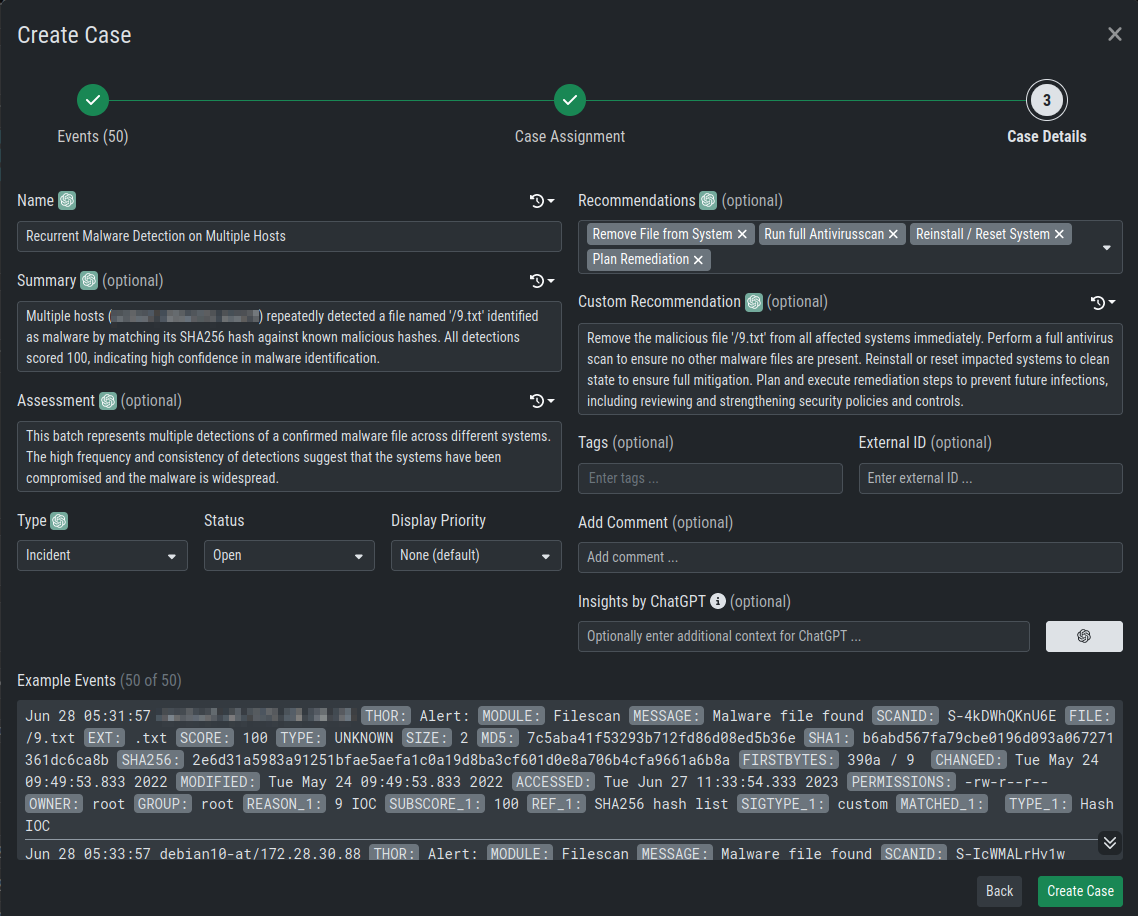 Create Case
3
Events (50)
Case Assignment
Case Details
Name
Recurrent Malware Detection on Multiple Hosts
Summary (optional)
Multiple hosts ( ) repeatedly detected a file named '/9.txt' identified
as malware by matching its SHA256 hash against known malicious hashes. All detections
scored 100, indicating high confidence in malware identification.
Assessment (optional)
This batch represents multiple detections of a confirmed malware file across different systems.
The high frequency and consistency of detections suggest that the systems have been
compromised and the malware is widespread.
Type
Status
Display Priority
Incident
Open
None (default)
Recommendations (optional)
Remove File from System ✕ Run full Antivirusscan ✕ Reinstall / Reset System ✕
Plan Remediation ✕
Custom Recommendation (optional)
Remove the malicious file '/9.txt' from all affected systems immediately. Perform a full antivirus
scan to ensure no other malware files are present. Reinstall or reset impacted systems to clean
state to ensure full mitigation. Plan and execute remediation steps to prevent future infections,
including reviewing and strengthening security policies and controls.
Tags (optional)
External ID (optional)
Enter tags ...
Enter external ID ...
Add Comment (optional)
Add comment ...
Insights by ChatGPT (optional)
Optionally enter additional context for ChatGPT ...
Example Events (50 of 50)
Jun 28 05:31:57 THOR: Alert: MODULE: Filescan MESSAGE: Malware file found SCANID: S-4kDWhQKnU6E FILE:
/9.txt EXT: .txt SCORE: 100 TYPE: UNKNOWN SIZE: 2 MD5: 7c5aba41f53293b712fd86d08ed5b36e SHA1: b6abd567fa79cbe0196d093a067271
361dc6ca8b SHA256: 2e6d31a5983a91251bfae5aefa1c0a19d8ba3cf601d0e8a706b4cfa9661a6b8a FIRSTBYTES: 390a / 9 CHANGED: Tue May 24
09:49:53.833 2022 MODIFIED: Tue May 24 09:49:53.833 2022 ACCESSED: Tue Jun 27 11:33:54.333 2023 PERMISSIONS: -rw-r--r--
OWNER: root GROUP: root REASON_1: 9 IOC SUBSCORE_1: 100 REF_1: SHA256 hash list SIGTYPE_1: custom MATCHED_1: TYPE_1: Hash
IOC
Jun 28 05:33:57 debian10-at/172.28.30.88 THOR: Alert: MODULE: Filescan MESSAGE: Malware file found SCANID: S-IcWMALrHv1w
Back
Create Case